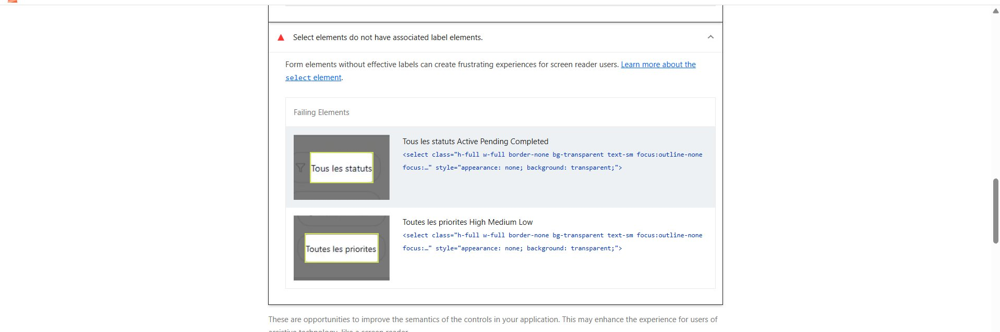 Select elements do not have associated label elements.
Form elements without effective labels can create frustrating experiences for screen reader users. Learn more about the
select element.
Failing Elements
Tous les statuts
Tous les statuts Active Pending Completed
<select class="h-full w-full border-none bg-transparent text-sm focus:outline-none
focus:…" style="appearance: none; background: transparent;">
Toutes les priorites
Toutes les priorites High Medium Low
<select class="h-full w-full border-none bg-transparent text-sm focus:outline-none
focus:…" style="appearance: none; background: transparent;">
These are opportunities to improve the semantics of the controls in your application. This may enhance the experience for users of
assistive technology, like a screen reader.